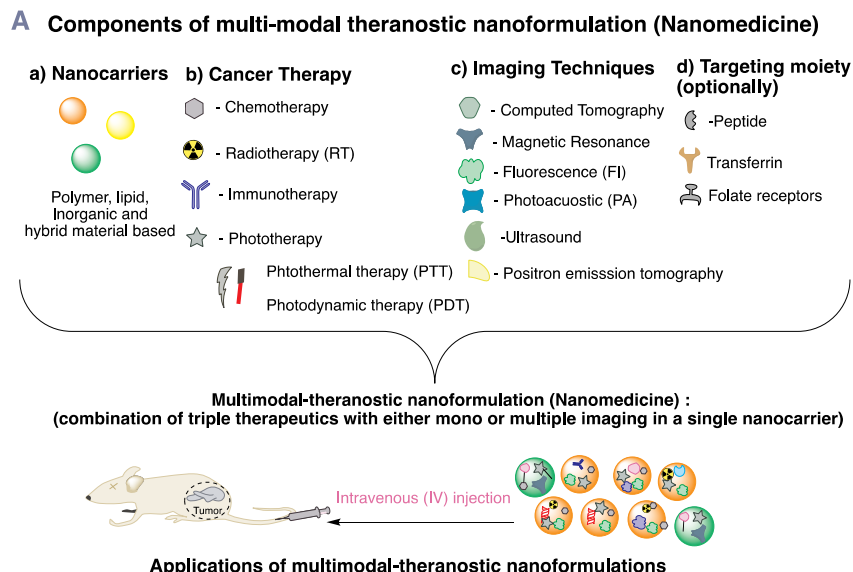 A Components of multi-modal theranostic nanoformulation (Nanomedicine)
a) Nanocarriers
Polymer, lipid,
Inorganic and
hybrid material based
b) Cancer Therapy
- Chemotherapy
- Radiotherapy (RT)
- Immunotherapy
- Phototherapy
Phtothermal therapy (PTT)
Photodynamic therapy (PDT)
c) Imaging Techniques
- Computed Tomography
- Magnetic Resonance
- Fluorescence (FI)
- Photoacuostic (PA)
-Ultrasound
- Positron emisssion tomography
d) Targeting moiety
(optionally)
-Peptide
Transferrin
Folate receptors
Multimodal-theranostic nanoformulation (Nanomedicine) :
(combination of triple therapeutics with either mono or multiple imaging in a single nanocarrier)
Tumor
Intravenous (IV) injection
Applications of multimodal-theranostic nanoformulations